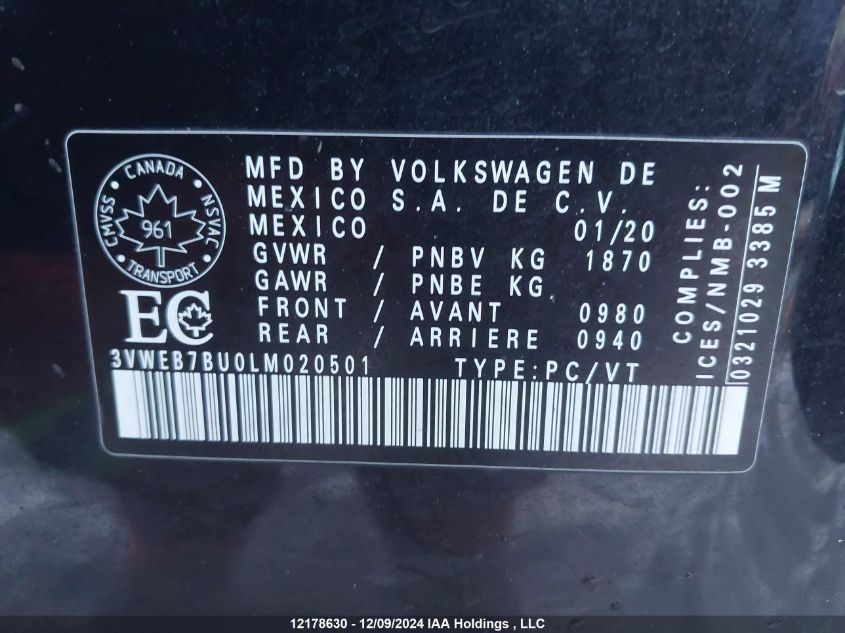 CANADA
CMVSS
NSVAC
961
TRANSPORT
EC
MFD BY VOLKSWAGEN DE
MEXICO S.A. DE C.V.
MEXICO 01/20
GVWR / PNBV KG 1870
GAWR / PNBE KG
FRONT / AVANT 0980
REAR / ARRIERE 0940
3VWEB7BU0LM020501 TYPE:PC/VT
COMPLIES:
ICES/NMB-002
0321029 3385 M
12178630 - 12/09/2024 IAA Holdings , LLC